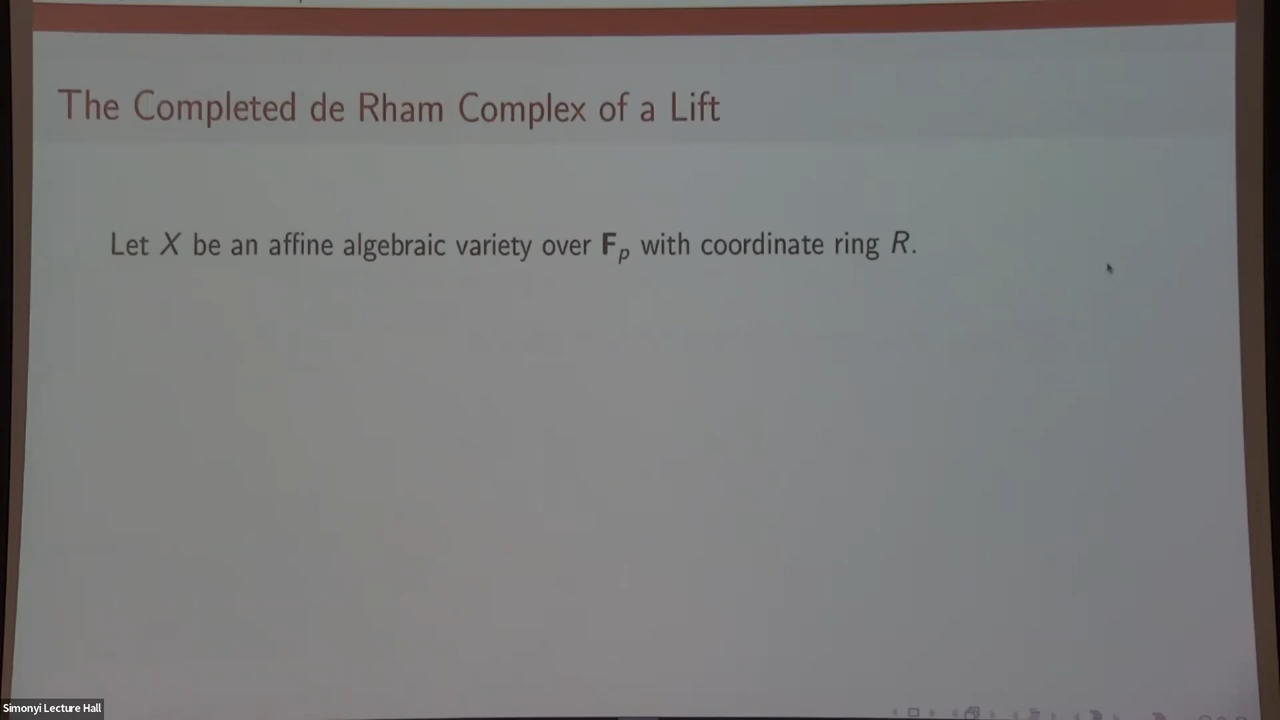 The Completed de Rham Complex of a Lift
Let X be an affine algebraic variety over F_p with coordinate ring R.
Simonyi Lecture Hall